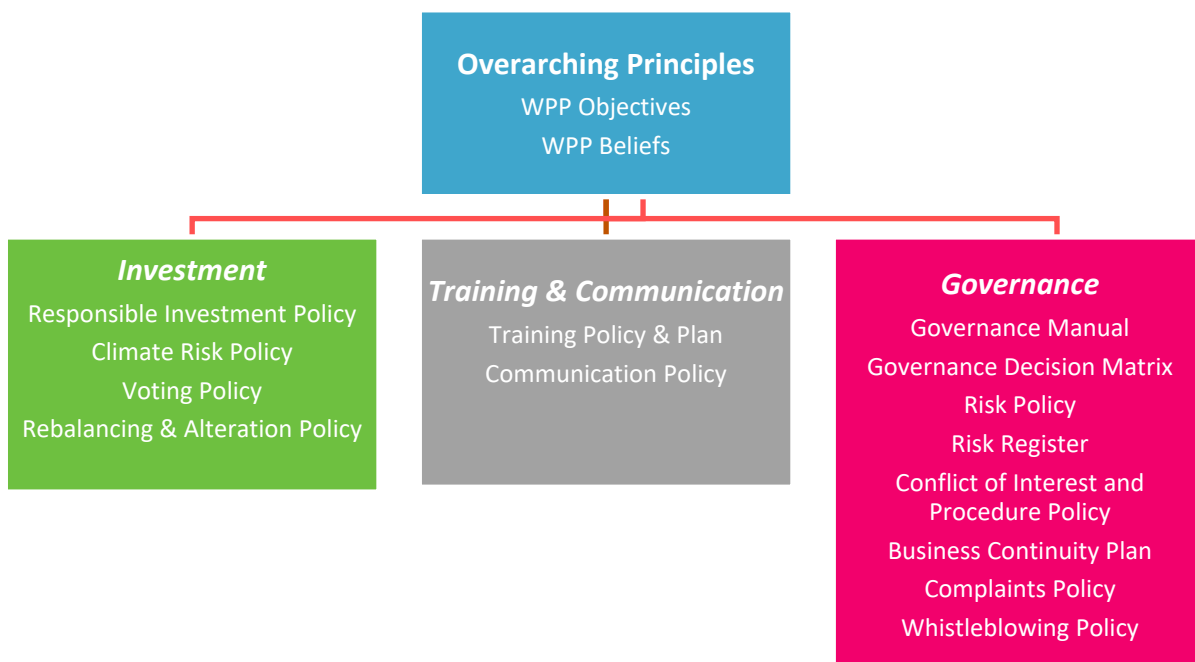 Overarching Principles
WPP Objectives
WPP Beliefs
Investment
Responsible Investment Policy
Climate Risk Policy
Voting Policy
Rebalancing & Alteration Policy
Training & Communication
Training Policy & Plan
Communication Policy
Governance
Governance Manual
Governance Decision Matrix
Risk Policy
Risk Register
Conflict of Interest and
Procedure Policy
Business Continuity Plan
Complaints Policy
Whistleblowing Policy